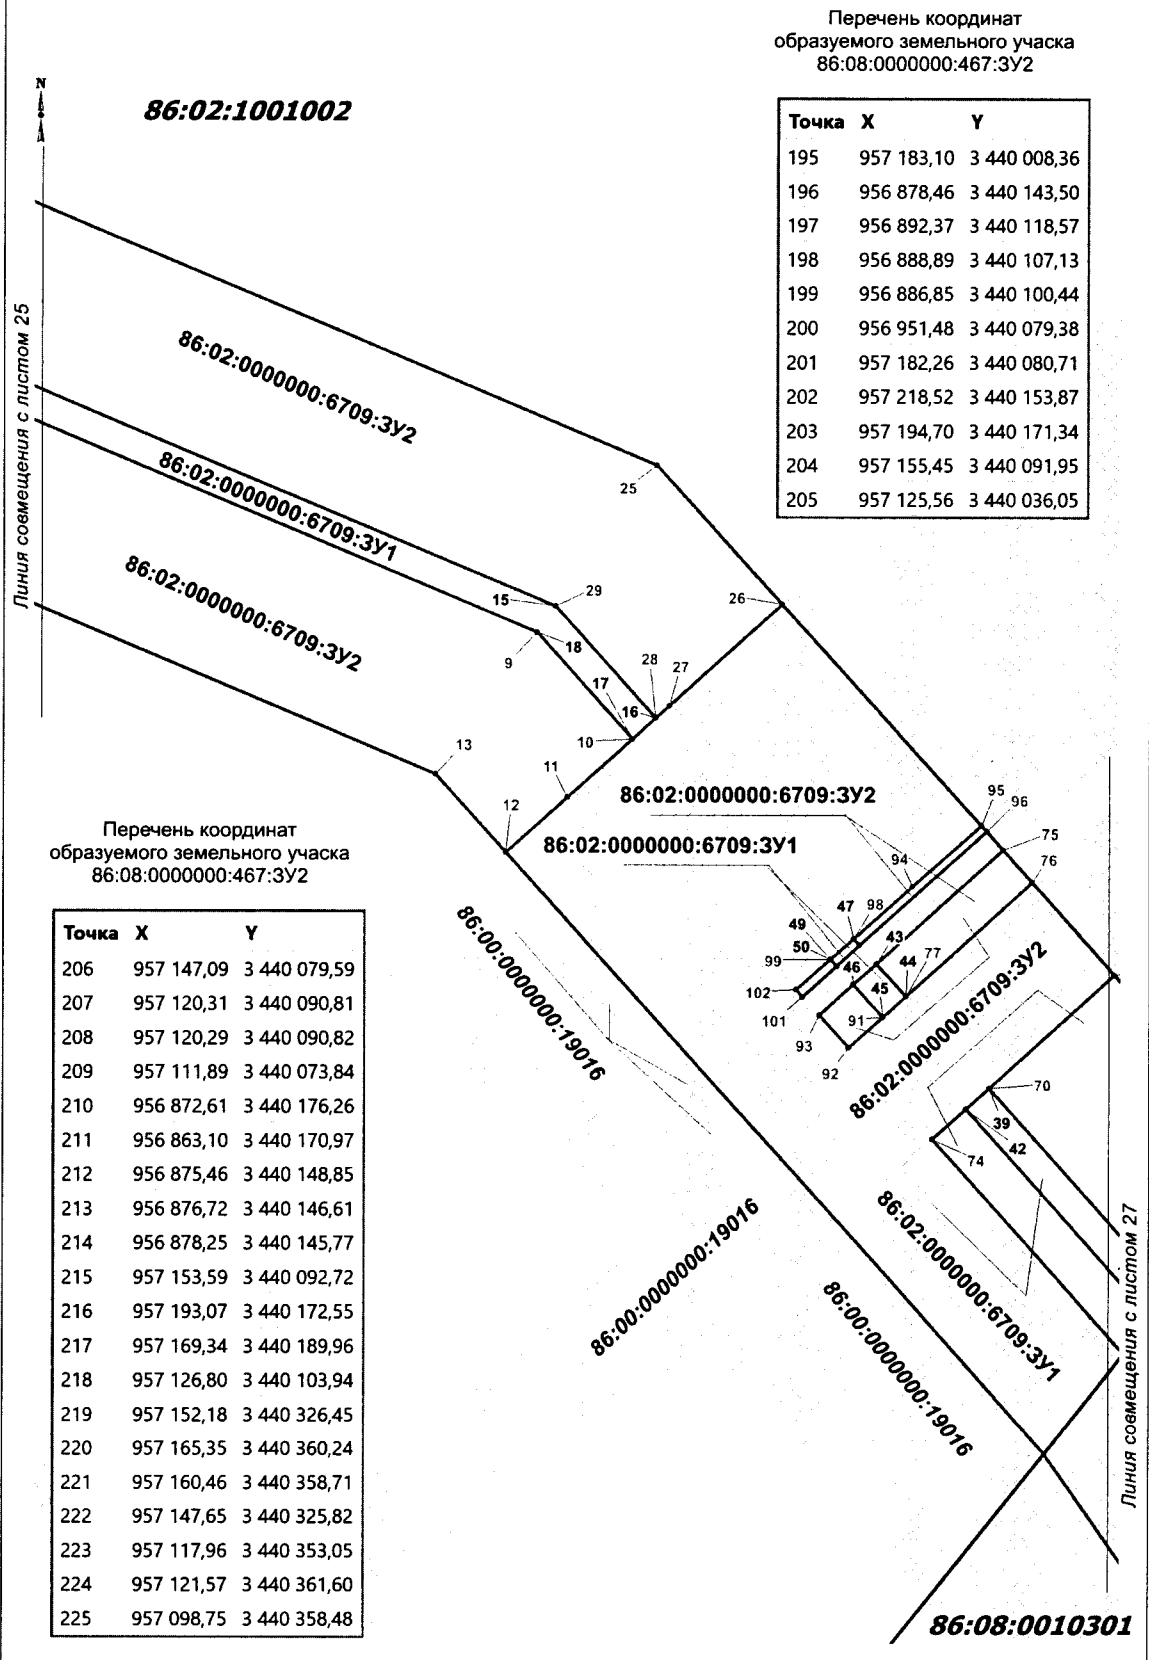 Перечень координат
образуемого земельного учаска
86:08:0000000:467:ЗУ2
N
86:02:1001002
Точка X Y
195 957 183,10 3 440 008,36
196 956 878,46 3 440 143,50
197 956 892,37 3 440 118,57
198 956 888,89 3 440 107,13
199 956 886,85 3 440 100,44
200 956 951,48 3 440 079,38
201 957 182,26 3 440 080,71
202 957 218,52 3 440 153,87
203 957 194,70 3 440 171,34
204 957 155,45 3 440 091,95
205 957 125,56 3 440 036,05
Линия совмещения с листом 25
86:02:0000000:6709:ЗУ2
86:02:0000000:6709:ЗУ1
86:02:0000000:6709:ЗУ2
25
26
15
29
9
18
17
28
27
16
10
13
11
12
86:02:0000000:6709:ЗУ2
86:02:0000000:6709:ЗУ1
95
96
75
76
94
47
98
49
50
43
99
46
44
77
45
102
101
91
93
92
86:02:0000000:6709:ЗУ2
86:00:0000000:19016
70
39
42
74
86:02:0000000:6709:ЗУ1
86:00:0000000:19016
86:00:0000000:19016
Линия совмещения с листом 27
Перечень координат
образуемого земельного учаска
86:08:0000000:467:ЗУ2
Точка X Y
206 957 147,09 3 440 079,59
207 957 120,31 3 440 090,81
208 957 120,29 3 440 090,82
209 957 111,89 3 440 073,84
210 956 872,61 3 440 176,26
211 956 863,10 3 440 170,97
212 956 875,46 3 440 148,85
213 956 876,72 3 440 146,61
214 956 878,25 3 440 145,77
215 957 153,59 3 440 092,72
216 957 193,07 3 440 172,55
217 957 169,34 3 440 189,96
218 957 126,80 3 440 103,94
219 957 152,18 3 440 326,45
220 957 165,35 3 440 360,24
221 957 160,46 3 440 358,71
222 957 147,65 3 440 325,82
223 957 117,96 3 440 353,05
224 957 121,57 3 440 361,60
225 957 098,75 3 440 358,48
86:08:0010301